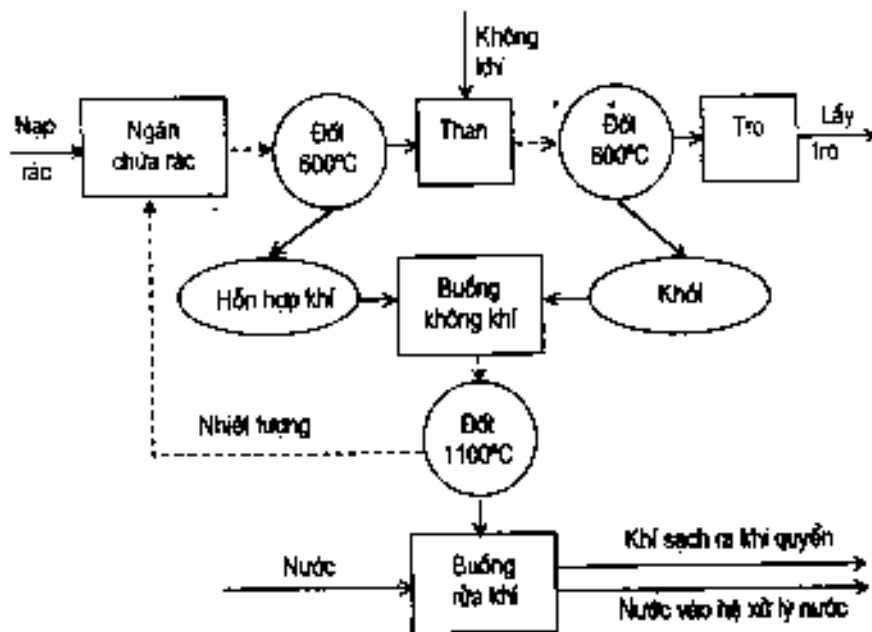 Không
khí
Nạp
rác
Ngăn
chứa rác
Đốt
600°C
Than
Đốt
800°C
Tro
Lấy
tro
Hỗn hợp khí
Buồng
không khí
Khói
Nhiệt lượng
Đốt
1100°C
Nước
Buồng
rửa khí
Khí sạch ra khí quyển
Nước vào hệ xử lý nước